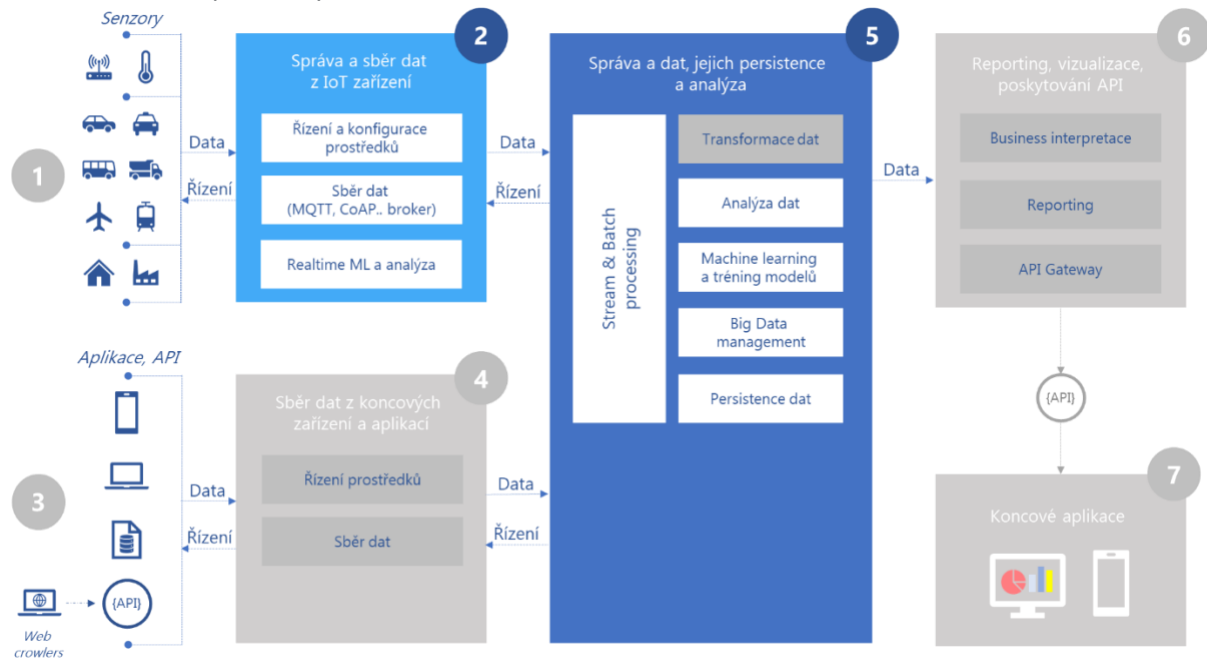 Senzory
1
Data
Řízení
2
Správa a sběr dat
z IoT zařízení
Řízení a konfigurace
prostředků
Sběr dat
(MQTT, CoAP.. broker)
Realtime ML a analýza
Data
Řízení
Aplikace, API
3
{API}
Web
crowlers
Data
Řízení
4
Sběr dat z koncových
zařízení a aplikací
Řízení prostředků
Sběr dat
Data
Řízení
5
Správa a dat, jejich persistence
a analýza
Stream & Batch
processing
Transformace dat
Analýza dat
Machine learning
a tréning modelů
Big Data
management
Persistence dat
Data
6
Reporting, vizualizace,
poskytování API
Business interpretace
Reporting
API Gateway
{API}
7
Koncové aplikace